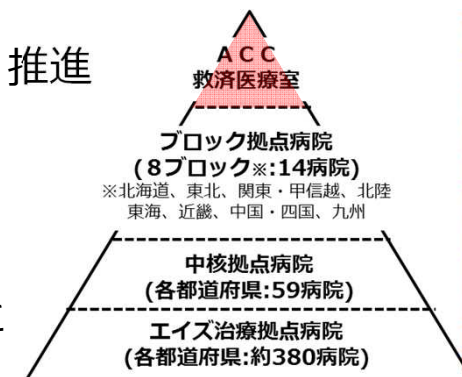 推進
ACC
救済医療室
ブロック拠点病院
(8ブロック※:14病院)
※北海道、東北、関東・甲信越、北陸
東海、近畿、中国・四国、九州
中核拠点病院
(各都道府県:59病院)
エイズ治療拠点病院
(各都道府県:約380病院)